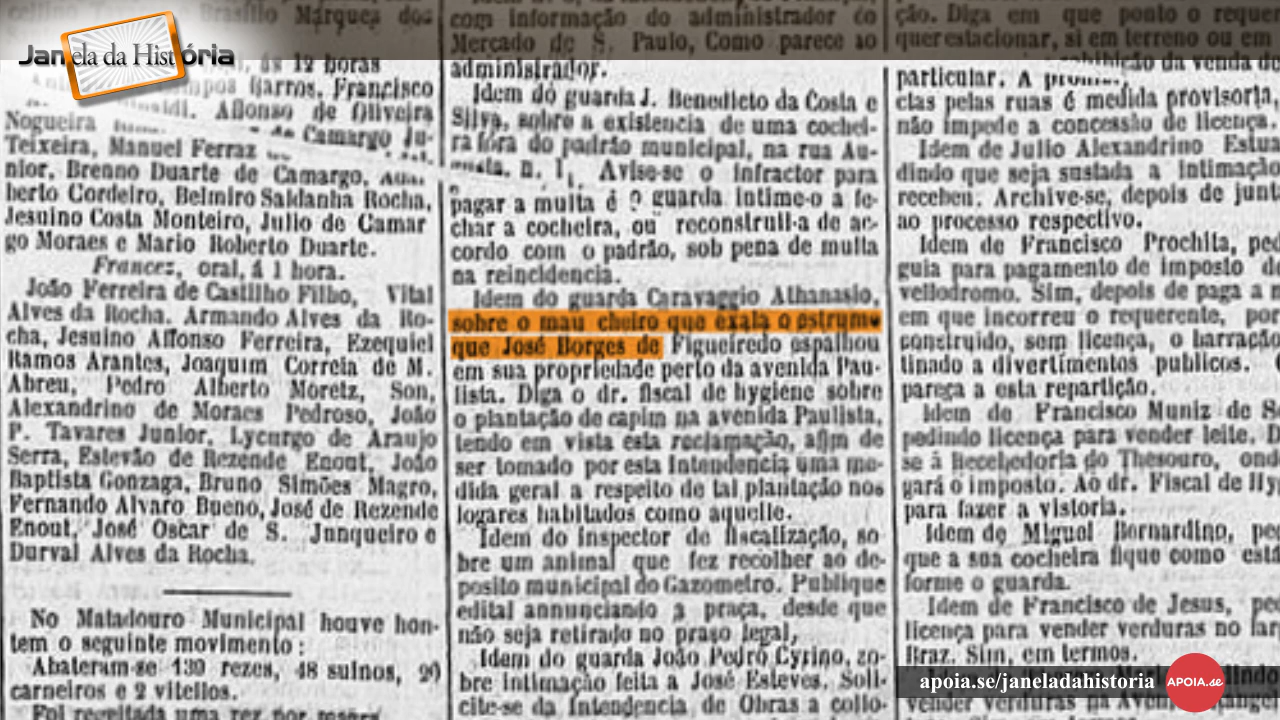 Janela da História
ás 12 horas
Barros, Francisco
Affonso de Oliveira
Nogueira
de Camargo Ju-
Teixeira, Manuel Ferraz
nior, Brenno Duarte de Camargo,
berto Cordeiro, Belmiro Saldanha Rocha,
Jesuino Costa Monteiro, Julio de Camar
go Moraes e Mario Roberto Duarte.
Francez, oral, á 1 hora.
João Ferreira de Castilho Filho, Vital
Alves da Rocha. Armando Alves da Ro-
cha, Jesuino Affonso Ferreira, Ezequiel
Ramos Arantes, Joaquim Correia de M.
Abreu, Pedro Alberto Moretz, Son,
Alexandrino de Moraes Pedroso, João
P. Tavares Junior, Lycurgo de Araujo
Serra, Estevão de Rezende Enout, João
Baptista Gonzaga, Bruno Simões Magro,
Fernando Alvaro Bueno, José de Rezende
Enout, José Oscar de S. Junqueiro e
Durval Alves da Rocha.
No Matadouro Municipal houve hon-
tem o seguinte movimento :
Abateram-se 139 rezes, 48 suinos, 20
carneiros e 2 vitellos.
Foi regeitada uma rez por
com informação do administrador o
Mercado de S. Paulo, Como parece ao
administrador.
Idem do guarda J. Benedicto da Costa e
Silva, sobre a existencia de uma cochei-
ra fóra do padrão municipal, na rua Au-
n. 1, Avise-se o infractor para
pagar a multa é o guarda intime-o a fe-
char a cocheira, ou reconstruil-a de ac-
cordo com o padrão, sob pena de multa
na reincidencia.
Idem do guarda Caravaggio Athanasio,
sobre o mau cheiro que exala o estrume
que José Borges de Figueiredo espalhou
em sua propriedade perto da avenida Pau-
lista. Diga o dr. fiscal de hygiene sobre
o plantação de capim na avenida Paulista,
tendo em vista esta reclamação, afim de
ser tomado por esta Intendencia uma me-
dida geral a respeito de tal plantação nos
logares habitados como aquelle.
Idem do inspector de fiscalização, so
bre um animal que fez recolher ao de-
posito municipal do Gazometro. Publique
edital annunciando a praça, desde que
não seja retirado no praso legal,
Idem do guarda João Pedro Cyrino, so-
bre intimação feita a José Esteves. Soli-
cite-se da Intendencia de Obras a collo-
ção. Diga em que ponto o requer
quer estacionar, si em terreno ou em
da venda de
particular. A
ctas pelas ruas é medida provisoria,
não impede a concessão de licença.
Idem de Julio Alexandrino
dindo que seja sustada a intimação
receben. Archive-se, depois de junt
ao processo respectivo.
Idem de Francisco Prochita, pec
guia para pagamento de imposto de
vellodromo. Sim, depois de paga a m
em que incorreu o requerente, por
construido, sem licença, o barracão
tinado a divertimentos publicos.
pareça a esta repartição.
Idem de Francisco Muniz de S
pedindo licença para vender leite. D
se á Recebedoria do Thesouro, ond
gará o imposto. Ao dr. Fiscal de Hy
para fazer a vistoria.
Idem de Miguel Bernardino, pe
que a sua cocheira fique como está
forme o guarda.
Idem de Francisco de Jesus, pe
licença para vender verduras no lar
Braz. Sim, em termos.
apoia.se/janeladahistoria
APOIA.se
vender verduras na